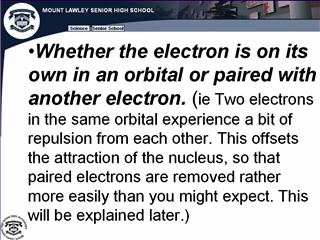 MOUNT LAWLEY SENIOR HIGH SCHOOL
Science Senior School
•Whether the electron is on its
own in an orbital or paired with
another electron. (ie Two electrons
in the same orbital experience a bit of
repulsion from each other. This offsets
the attraction of the nucleus, so that
paired electrons are removed rather
more easily than you might expect. This
will be explained later.)